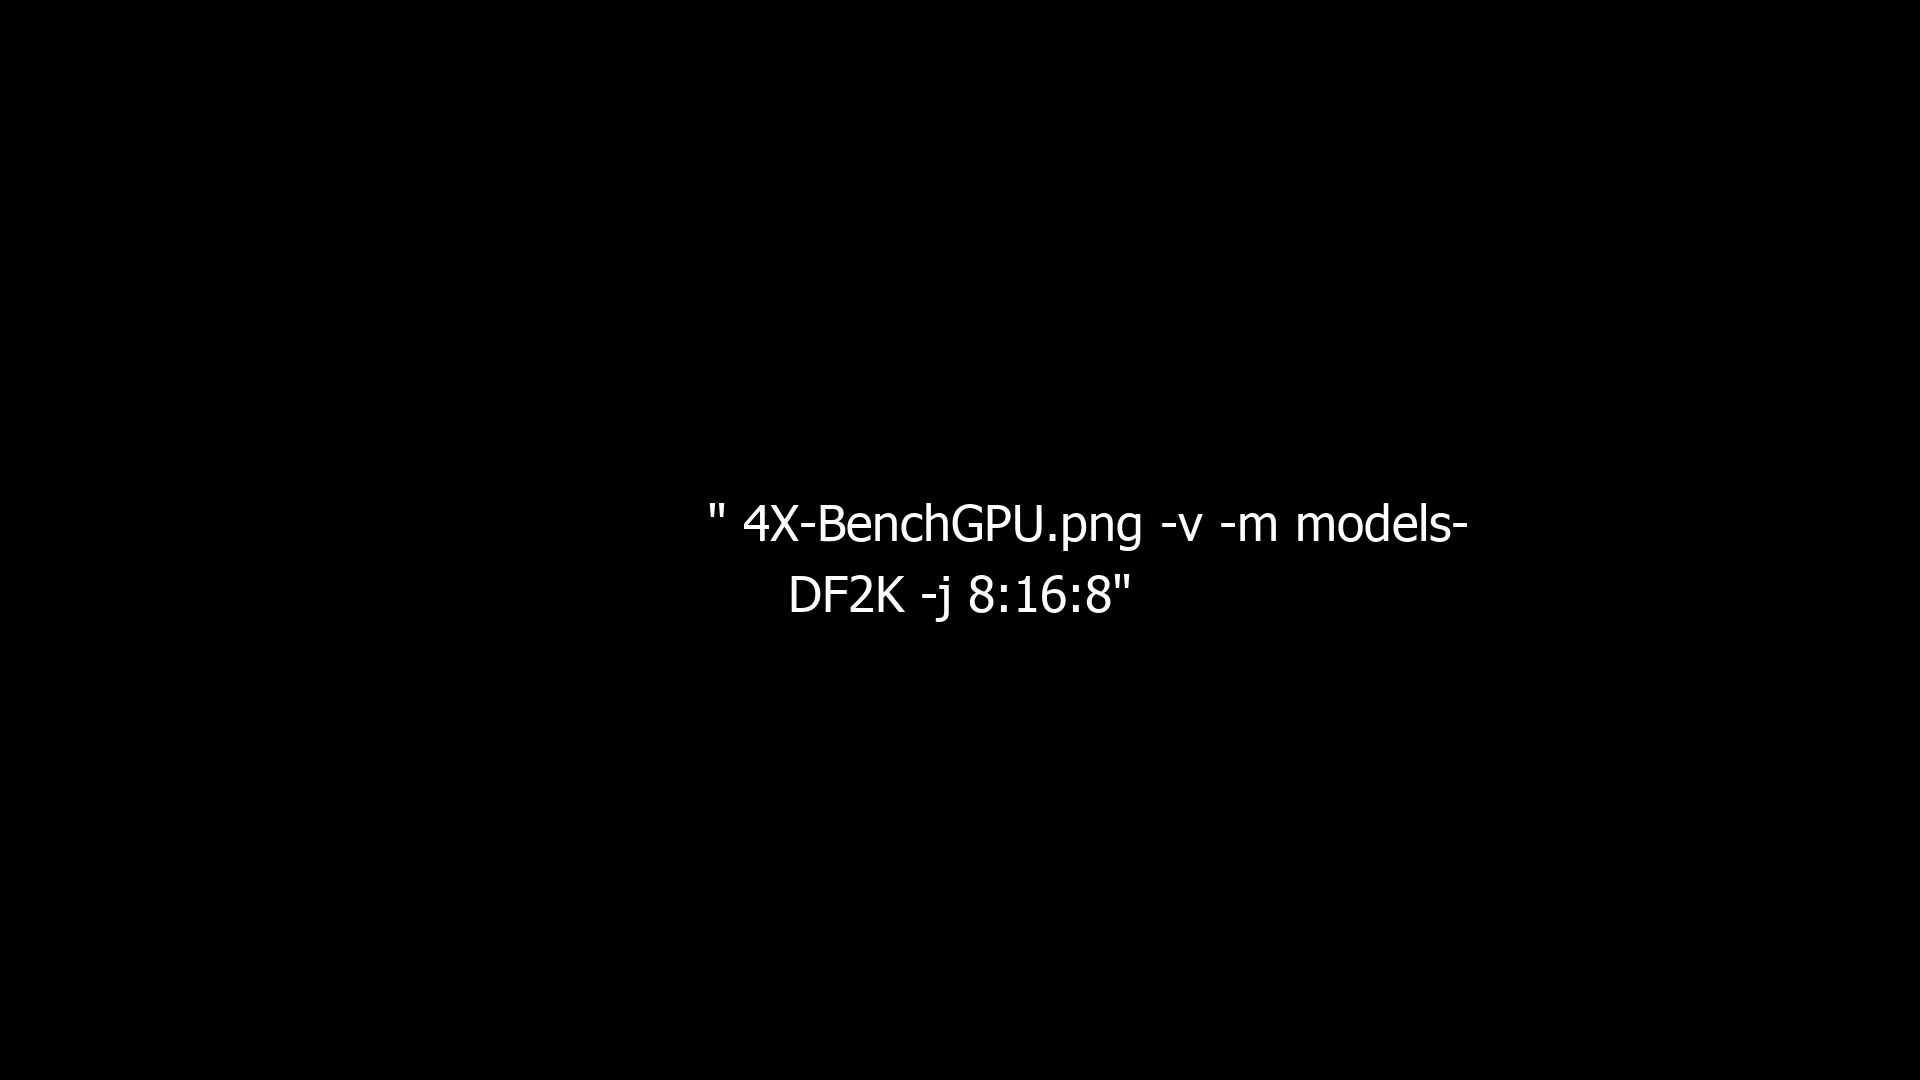 " 4X-BenchGPU.png -v -m models-
DF2K -j 8:16:8"